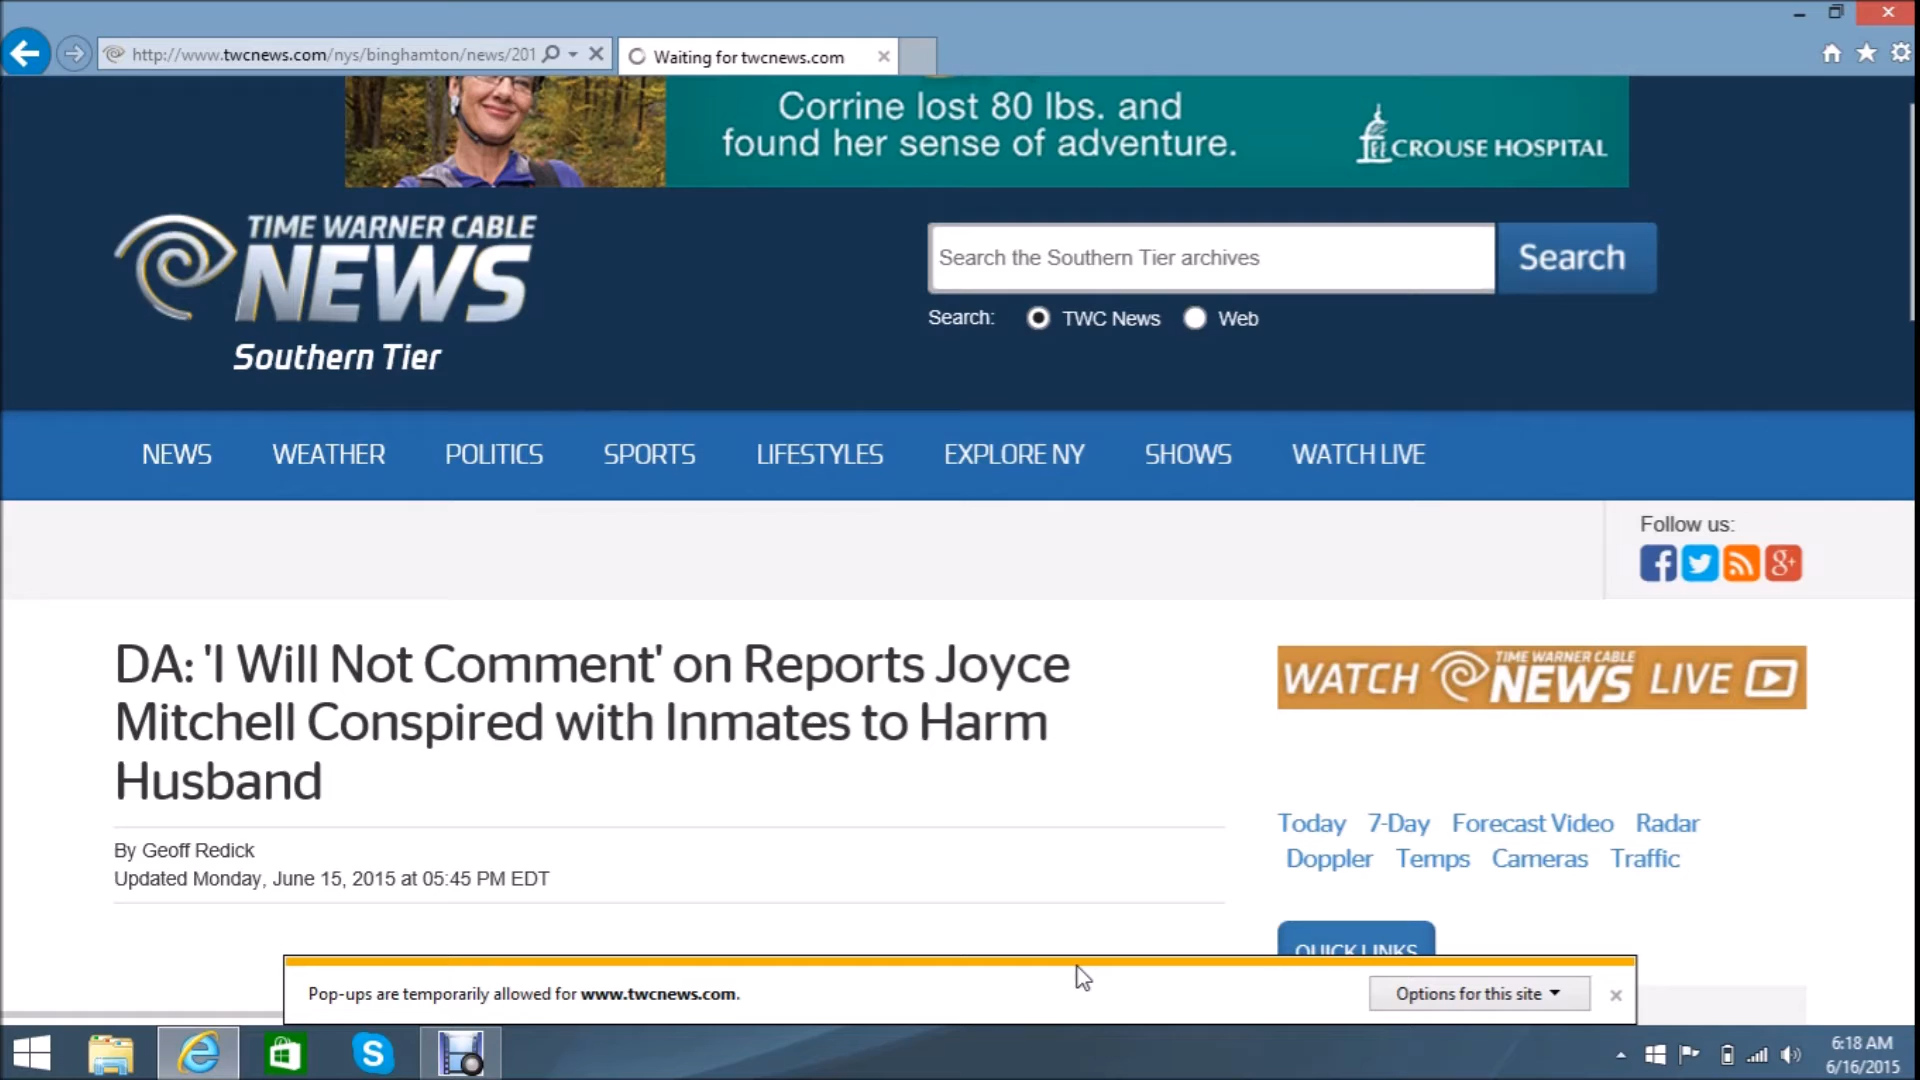 http://www.twcnews.com/nys/binghamton/news/201
Waiting for twcnews.com
Corrine lost 80 lbs. and
found her sense of adventure.
CROUSE HOSPITAL
TIME WARNER CABLE
NEWS
Southern Tier
Search the Southern Tier archives
Search
Search: TWC News Web
NEWS WEATHER POLITICS SPORTS LIFESTYLES EXPLORE NY SHOWS WATCH LIVE
Follow us:
DA: 'I Will Not Comment' on Reports Joyce
Mitchell Conspired with Inmates to Harm
Husband
By Geoff Redick
Updated Monday, June 15, 2015 at 05:45 PM EDT
WATCH TIME WARNER CABLE NEWS LIVE
Today 7-Day Forecast Video Radar
Doppler Temps Cameras Traffic
QUICK LINKS
Pop-ups are temporarily allowed for www.twcnews.com.
Options for this site
6:18 AM
6/16/2015